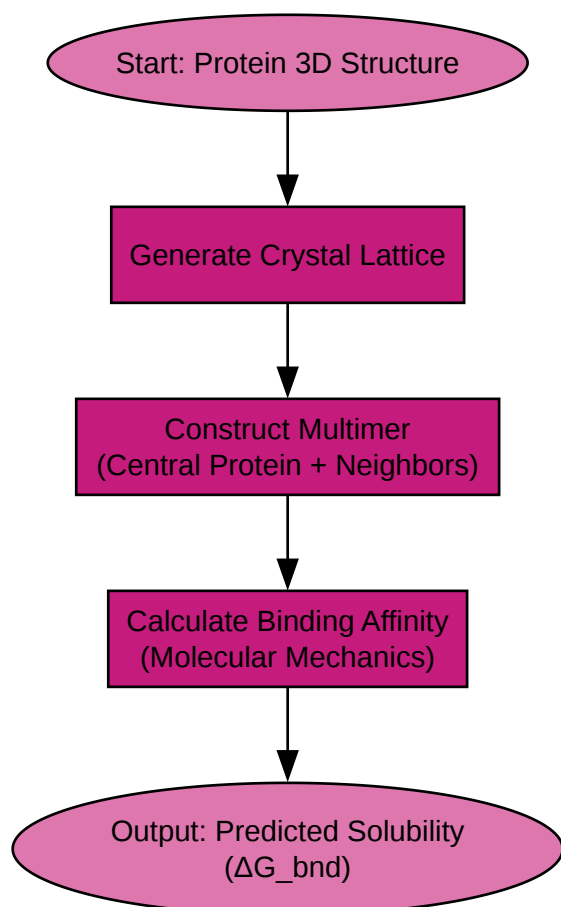 Start: Protein 3D Structure
Generate Crystal Lattice
Construct Multimer
(Central Protein + Neighbors)
Calculate Binding Affinity
(Molecular Mechanics)
Output: Predicted Solubility
(ΔG_bnd)